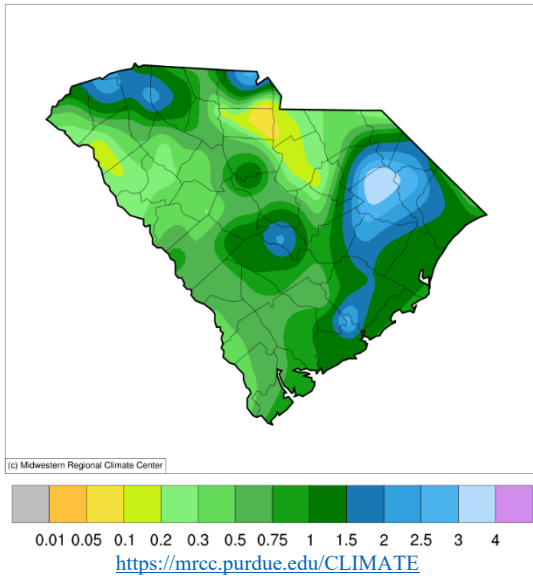 (c) Midwestern Regional Climate Center
0.01 0.05 0.1 0.2 0.3 0.5 0.75 1 1.5 2 2.5 3 4
https://mrcc.purdue.edu/CLIMATE